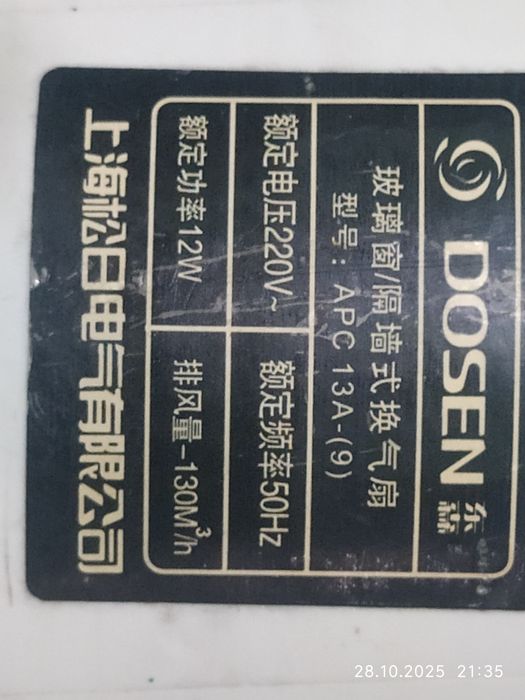 DOSEN 东森
玻璃窗/隔墙式换气扇
型号：APC13A-(9)
额定电压220V~ 额定频率50Hz
额定功率12W 排风量-130M³/h
上海松日电气有限公司
28.10.2025 21:35